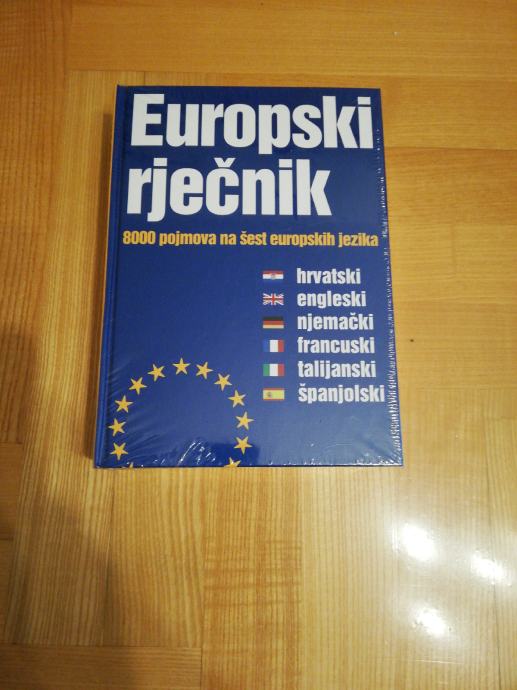 Europski
rječnik
8000 pojmova na šest europskih jezika
hrvatski
engleski
njemački
francuski
talijanski
španjolski